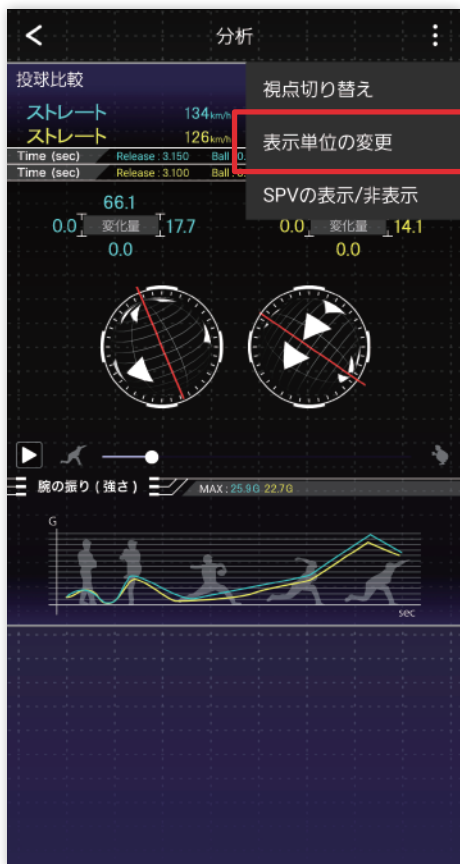 分析
投球比較
視点切り替え
ストレート 134km/h
表示単位の変更
ストレート 126km/h
Time (sec) Release : 3.150 Ball
Time (sec) Release : 3.100 Ball
SPVの表示/非表示
66.1
0.0 変化量 17.7 0.0 変化量 14.1
0.0 0.0
腕の振り ( 強さ ) MAX : 25.9G 22.7G
G
sec